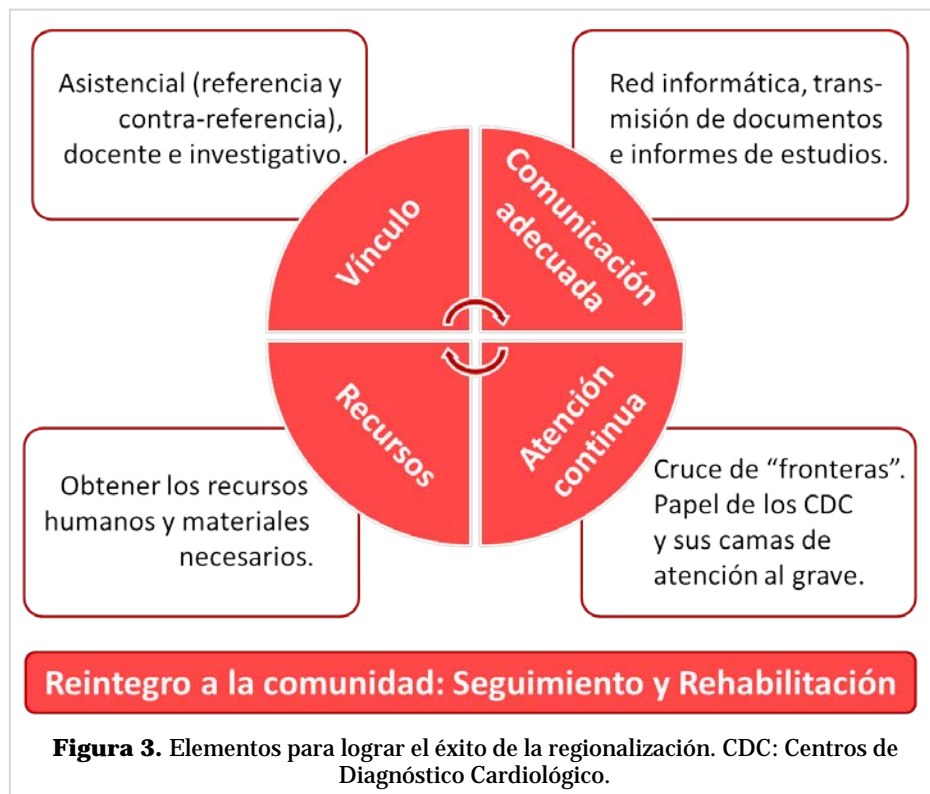 Asistencial (referencia y
contra-referencia),
docente e investigativo.
Red informática, trans-
misión de documentos
e informes de estudios.
Vínculo
Comunicación
adecuada
Recursos
Atención
continua
Obtener los recursos
humanos y materiales
necesarios.
Cruce de “fronteras”.
Papel de los CDC
y sus camas de
atención al grave.
Reintegro a la comunidad: Seguimiento y Rehabilitación
Figura 3. Elementos para lograr el éxito de la regionalización. CDC: Centros de
Diagnóstico Cardiológico.